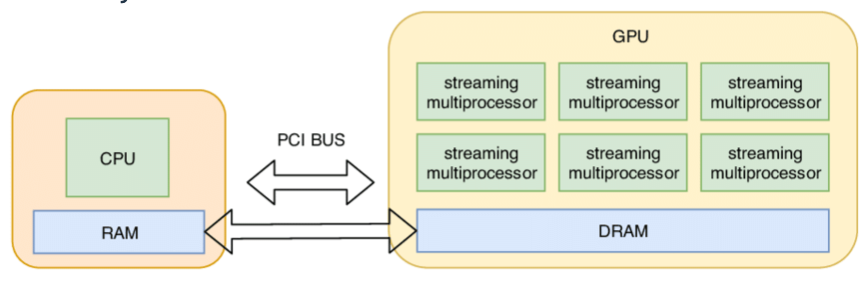 GPU
streaming
multiprocessor
streaming
multiprocessor
streaming
multiprocessor
CPU
PCI BUS
streaming
multiprocessor
streaming
multiprocessor
streaming
multiprocessor
RAM
DRAM